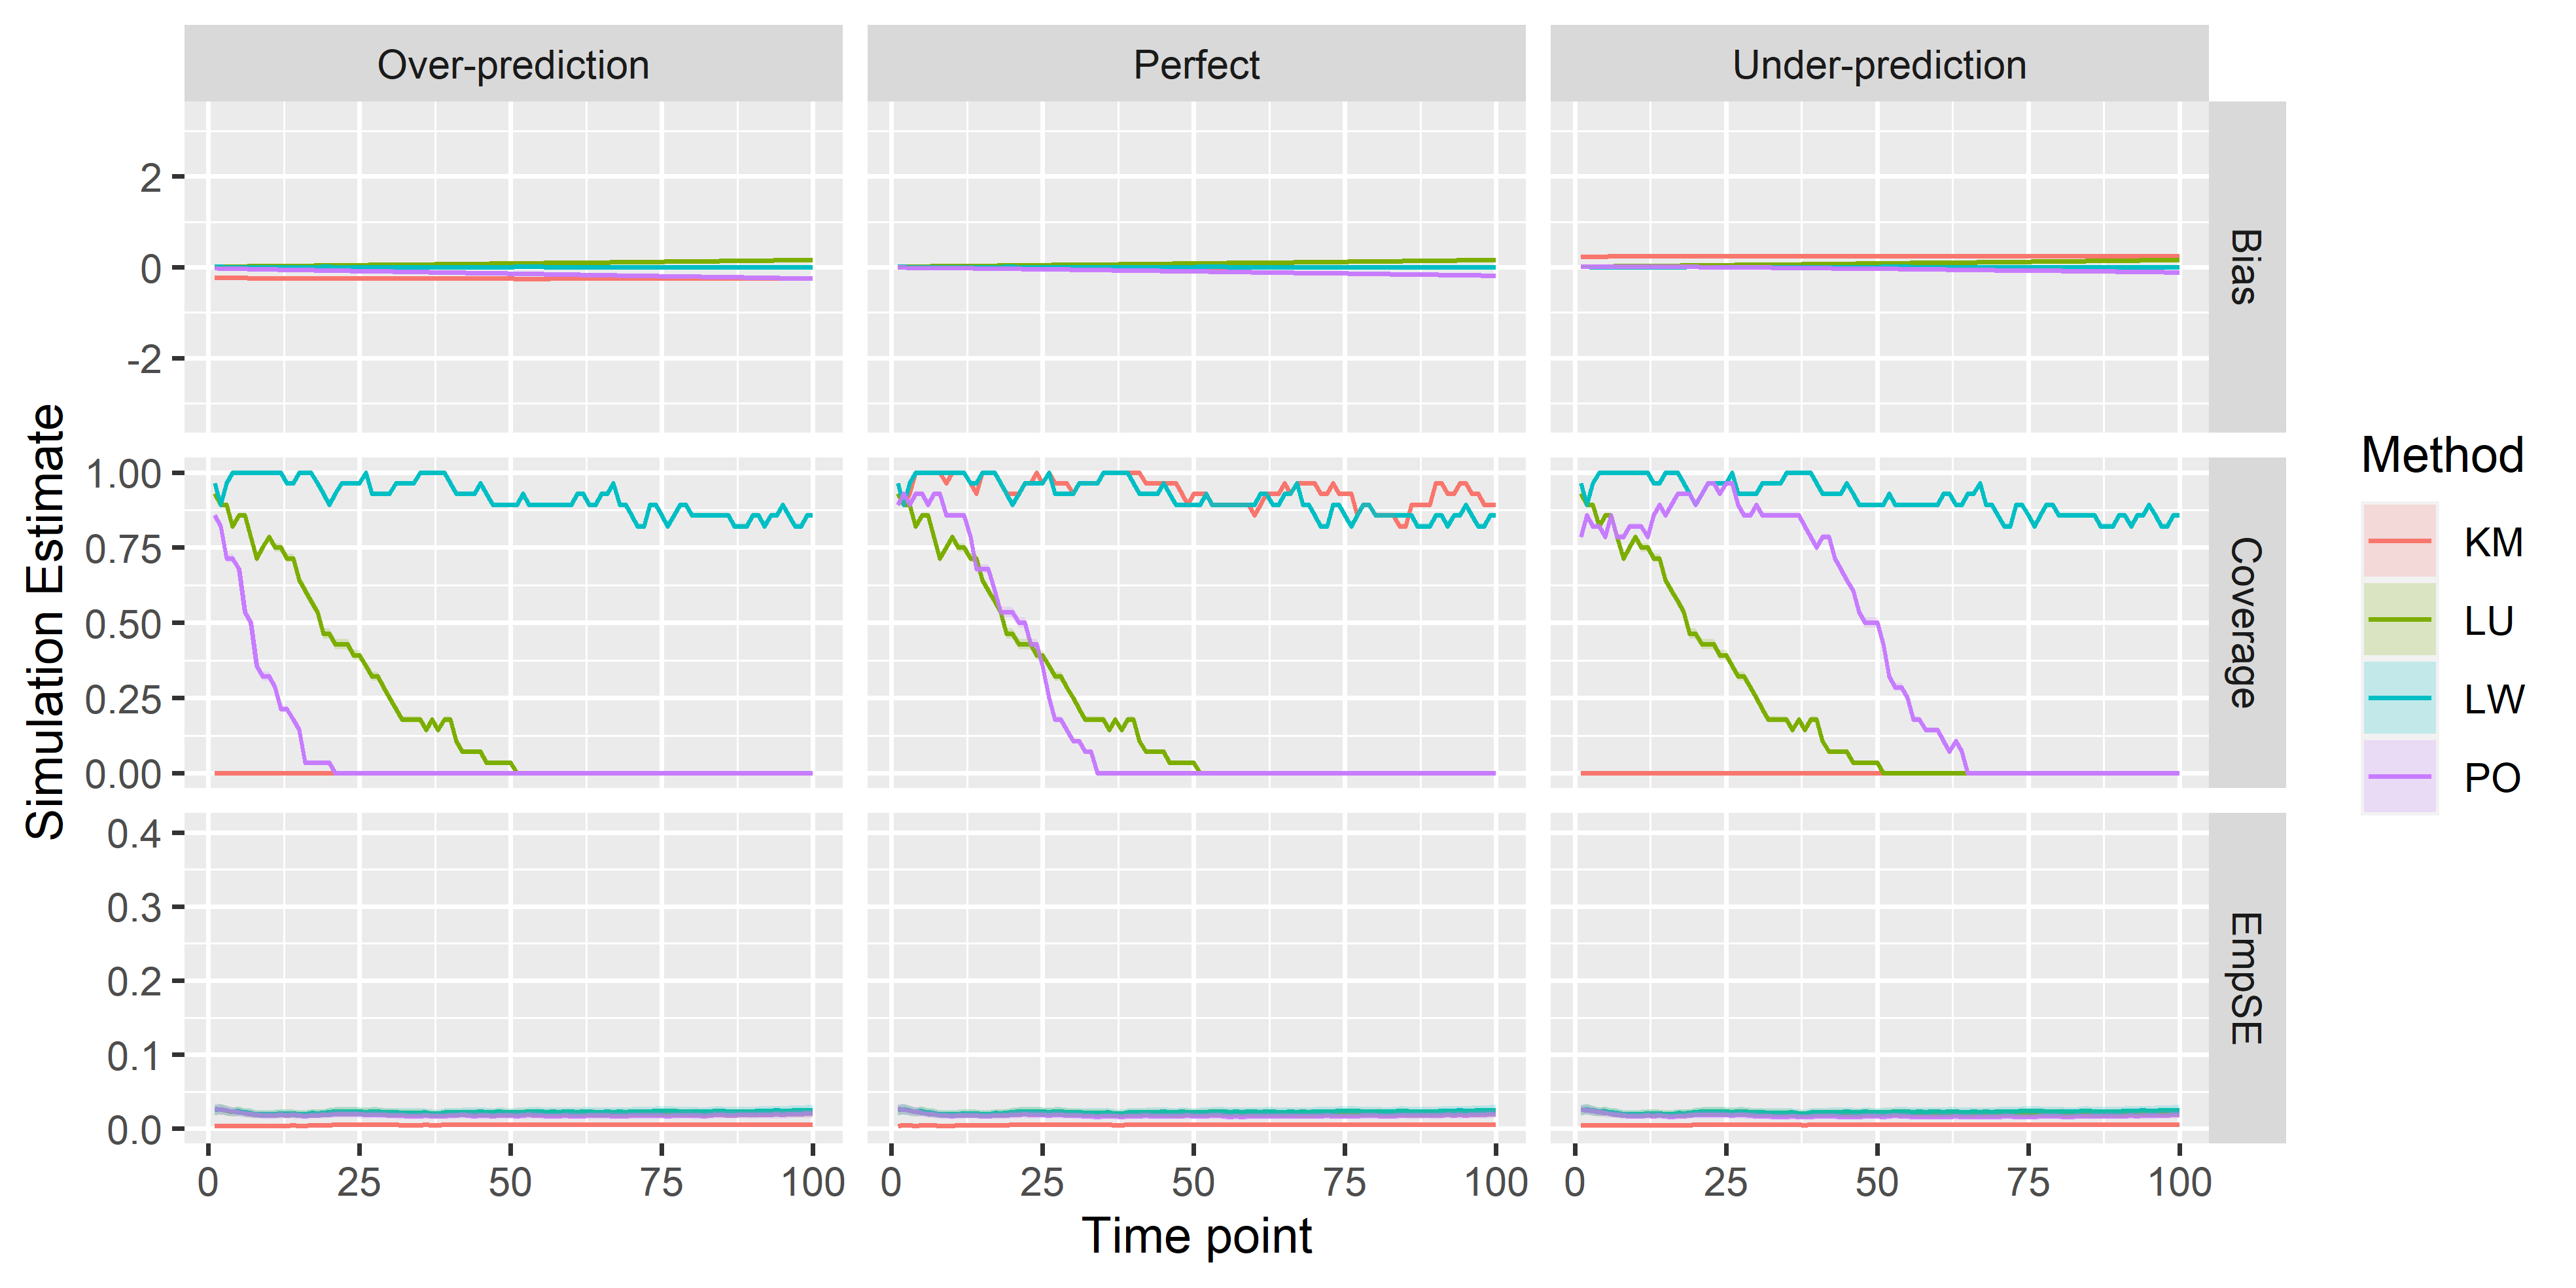 Over-prediction
Perfect
Under-prediction
2
0
-2
Bias
1.00
0.75
0.50
0.25
0.00
Coverage
0.4
0.3
0.2
0.1
0.0
EmpSE
0 25 50 75 100
0 25 50 75 100
0 25 50 75 100
Time point
Simulation Estimate
Method
KM
LU
LW
PO